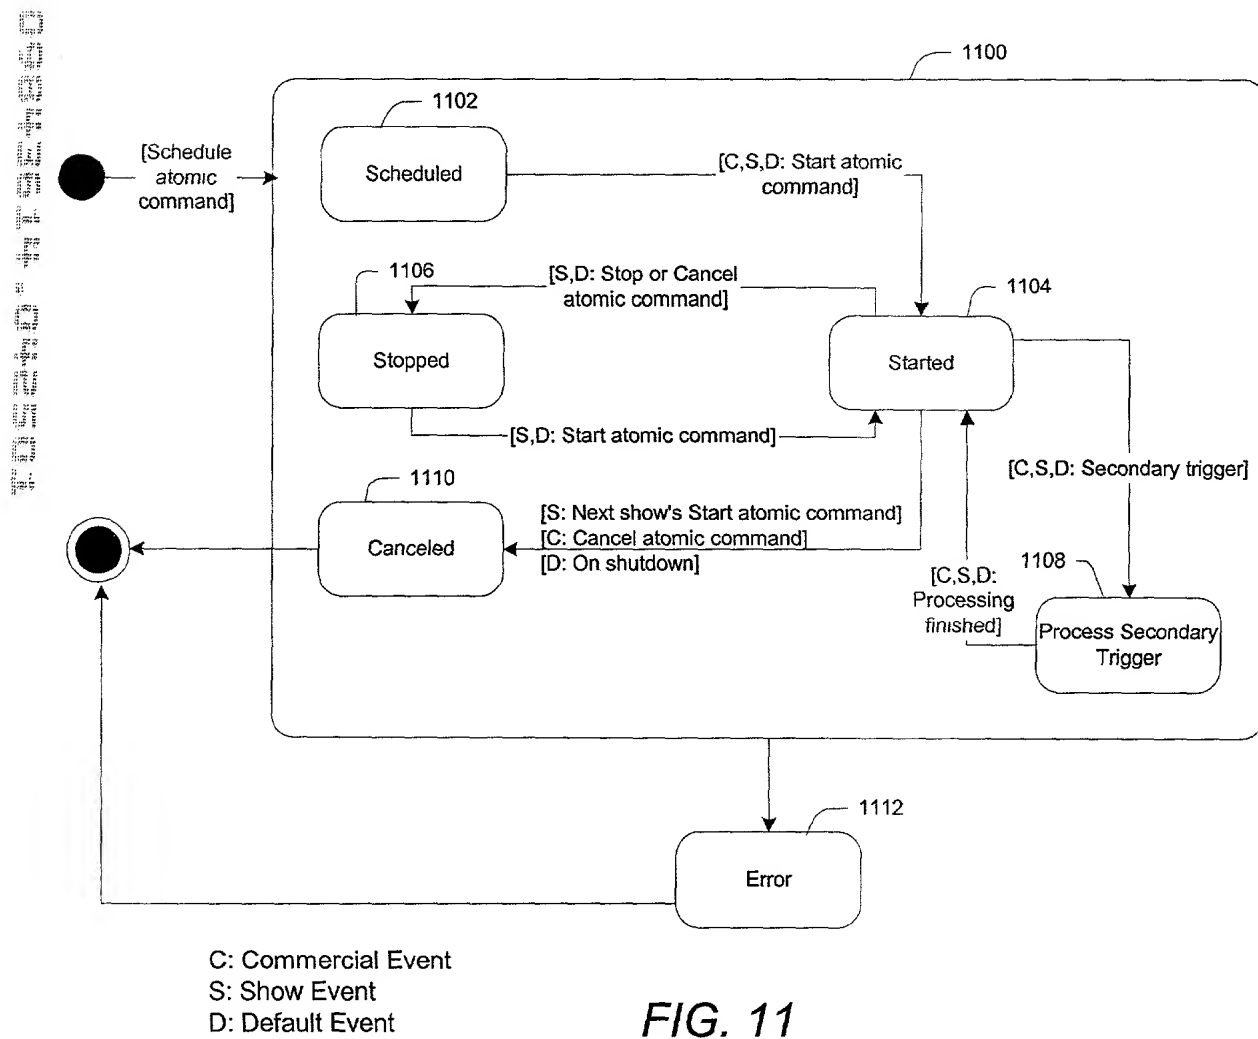 1100
1102
[Schedule
atomic
command]
Scheduled
[C,S,D: Start atomic
command]
1106
[S,D: Stop or Cancel
atomic command]
1104
Stopped
Started
[S,D: Start atomic command]
[C,S,D: Secondary trigger]
1110
[S: Next show's Start atomic command]
[C: Cancel atomic command]
[D: On shutdown]
Canceled
[C,S,D:
Processing
finished]
1108
Process Secondary
Trigger
1112
Error
C: Commercial Event
S: Show Event
D: Default Event
FIG. 11